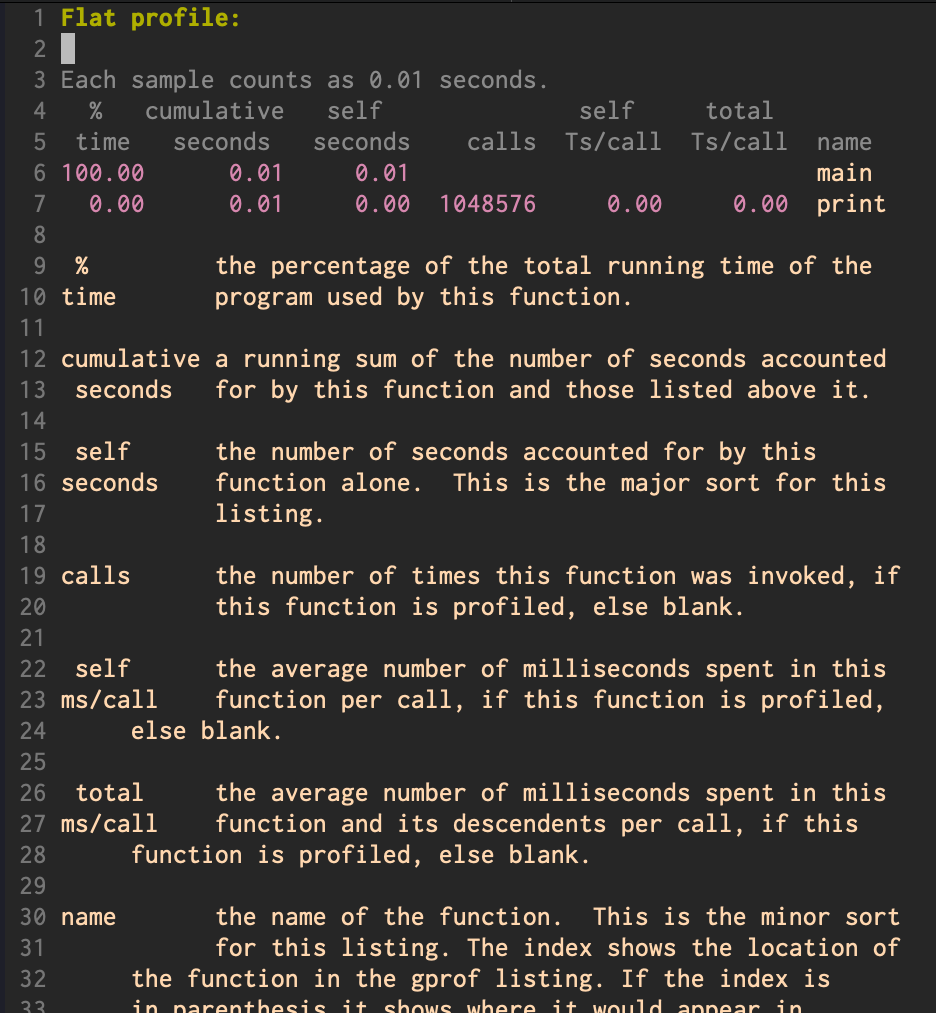 1 Flat profile:
2
3 Each sample counts as 0.01 seconds.
4   %   cumulative   self              self     total
5  time   seconds   seconds    calls  Ts/call  Ts/call  name
6 100.00      0.01     0.01                             main
7   0.00      0.01     0.00  1048576     0.00     0.00  print
8
9  %         the percentage of the total running time of the
10 time       program used by this function.
11
12 cumulative a running sum of the number of seconds accounted
13  seconds   for by this function and those listed above it.
14
15  self      the number of seconds accounted for by this
16 seconds    function alone.  This is the major sort for this
17            listing.
18
19 calls      the number of times this function was invoked, if
20            this function is profiled, else blank.
21
22  self      the average number of milliseconds spent in this
23 ms/call    function per call, if this function is profiled,
24      else blank.
25
26  total     the average number of milliseconds spent in this
27 ms/call    function and its descendents per call, if this
28      function is profiled, else blank.
29
30 name       the name of the function.  This is the minor sort
31            for this listing. The index shows the location of
32      the function in the gprof listing. If the index is
33      in parenthesis it shows where it would appear in